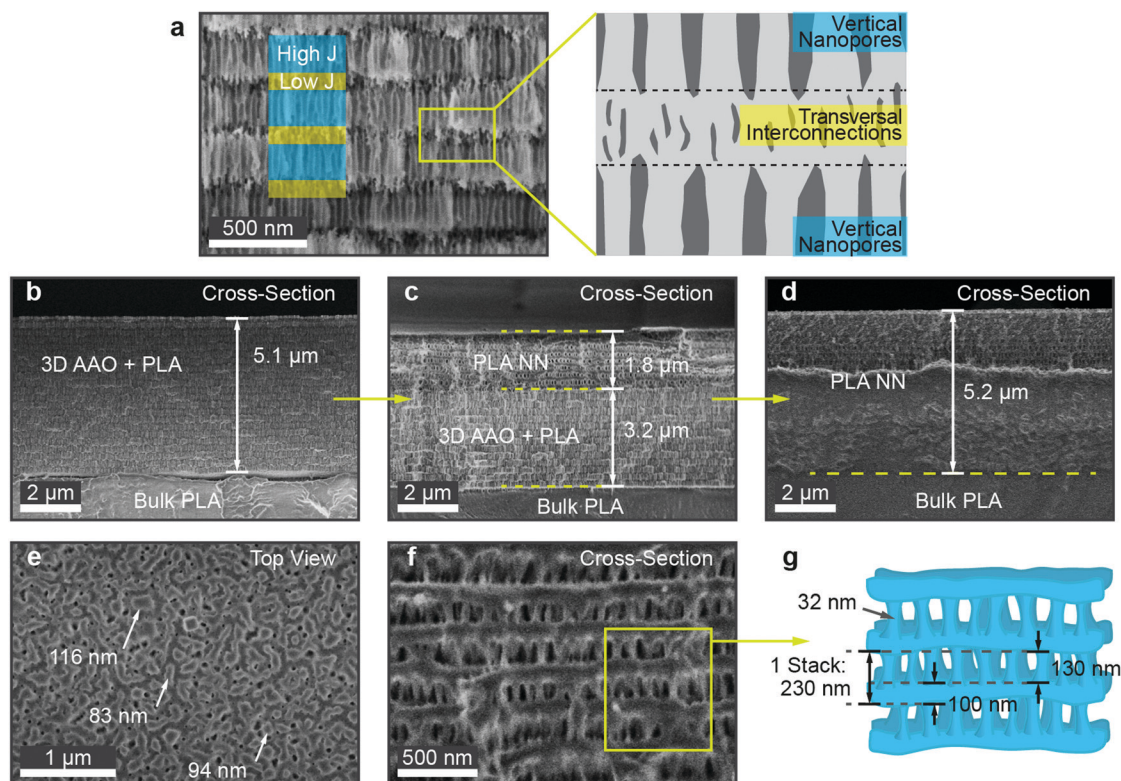 a
High J
Low J
500 nm
Vertical
Nanopores
Transversal
Interconnections
Vertical
Nanopores
b
Cross-Section
3D AAO + PLA
5.1 µm
2 µm
Bulk PLA
c
Cross-Section
PLA NN
1.8 µm
3D AAO + PLA
3.2 µm
2 µm
Bulk PLA
d
Cross-Section
PLA NN
5.2 µm
2 µm
Bulk PLA
e
Top View
116 nm
83 nm
94 nm
1 µm
f
Cross-Section
500 nm
g
32 nm
1 Stack:
230 nm
130 nm
100 nm